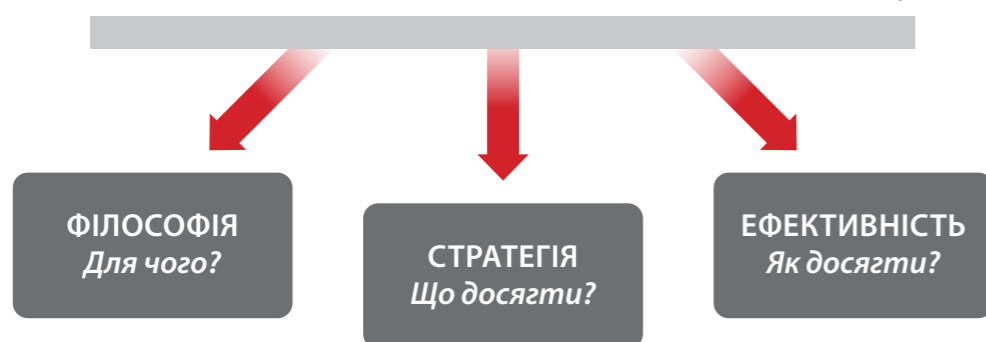 ФІЛОСОФІЯ
Для чого?
СТРАТЕГІЯ
Що досягти?
ЕФЕКТИВНІСТЬ
Як досягти?